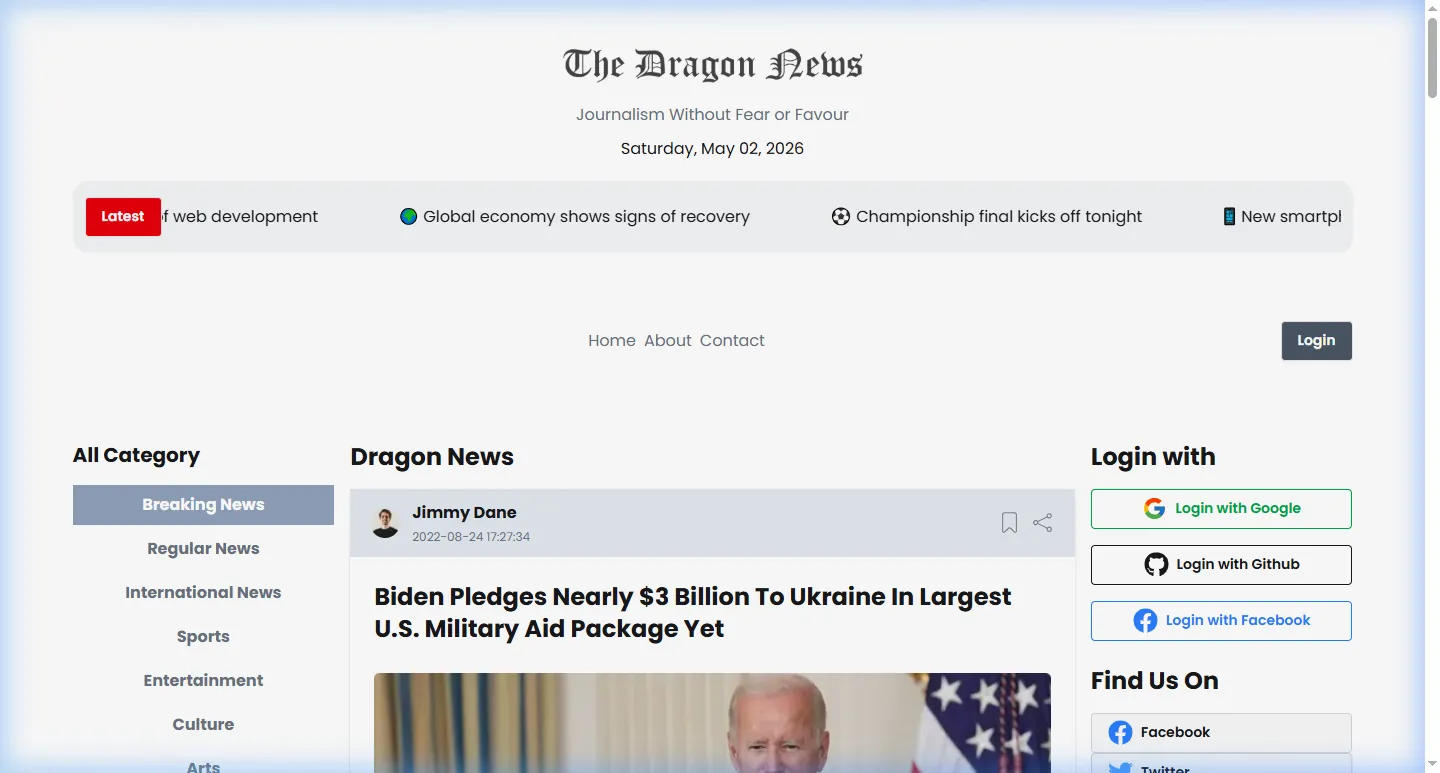 The Dragon News
Journalism Without Fear or Favour
Saturday, May 02, 2026
Latest
f web development
Global economy shows signs of recovery
Championship final kicks off tonight
New smartph
Home About Contact
Login
All Category
Breaking News
Regular News
International News
Sports
Entertainment
Culture
Arts
Dragon News
Jimmy Dane
2022-08-24 17:27:34
Biden Pledges Nearly $3 Billion To Ukraine In Largest
U.S. Military Aid Package Yet
Login with
Login with Google
Login with Github
Login with Facebook
Find Us On
Facebook
Twitter